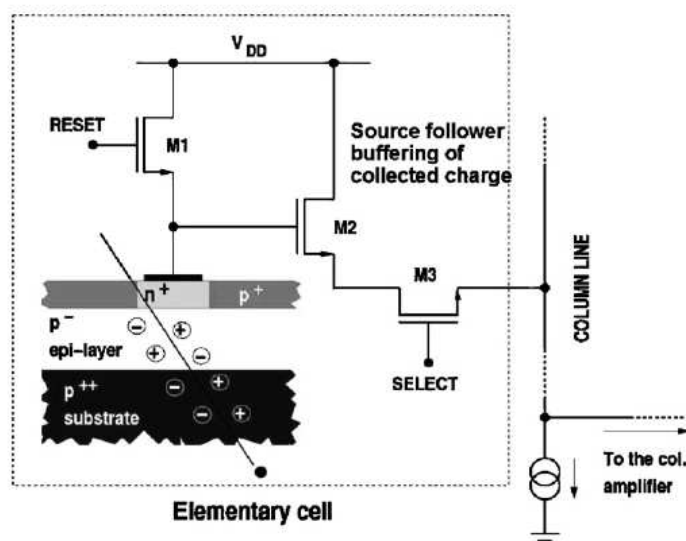 V DD
RESET
M1
Source follower
buffering of
collected charge
M2
M3
n+
p+
p−
epi–layer
SELECT
p++
substrate
COLUMN LINE
To the col.
amplifier
Elementary cell